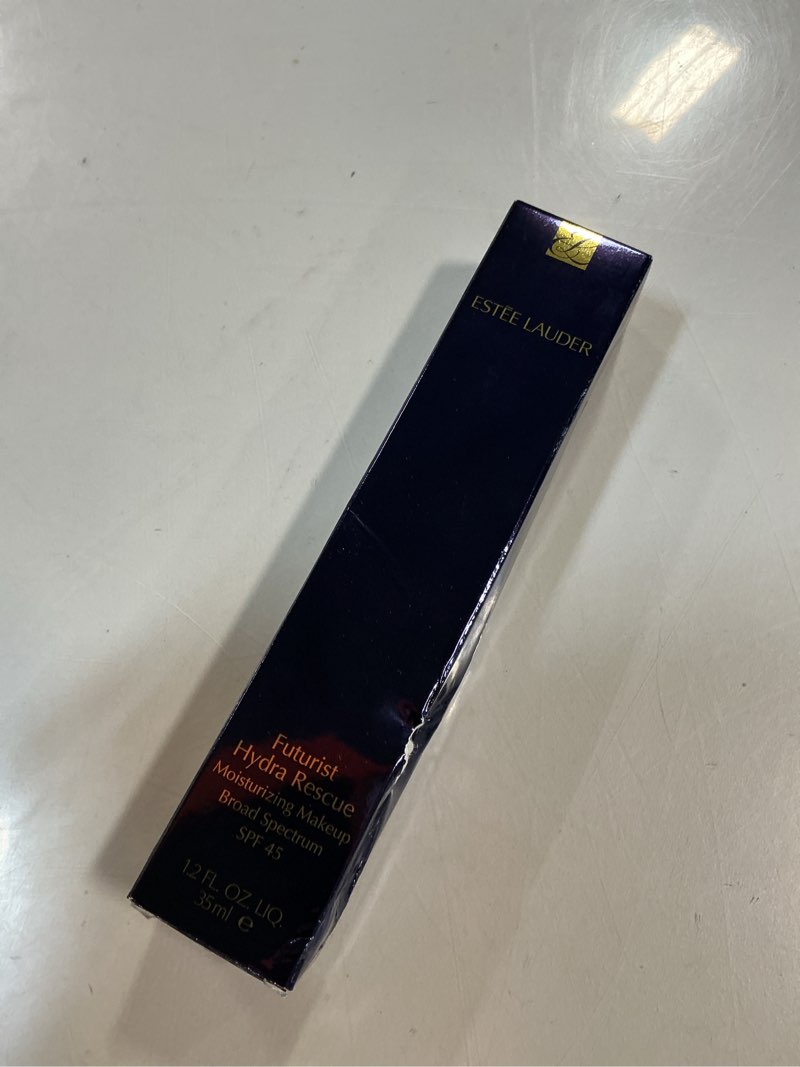 ESTĒE LAUDER
Futurist
Hydra Rescue
Moisturizing Makeup
Broad Spectrum
SPF 45
1.2 FL. OZ. LIQ.
35ml ℮